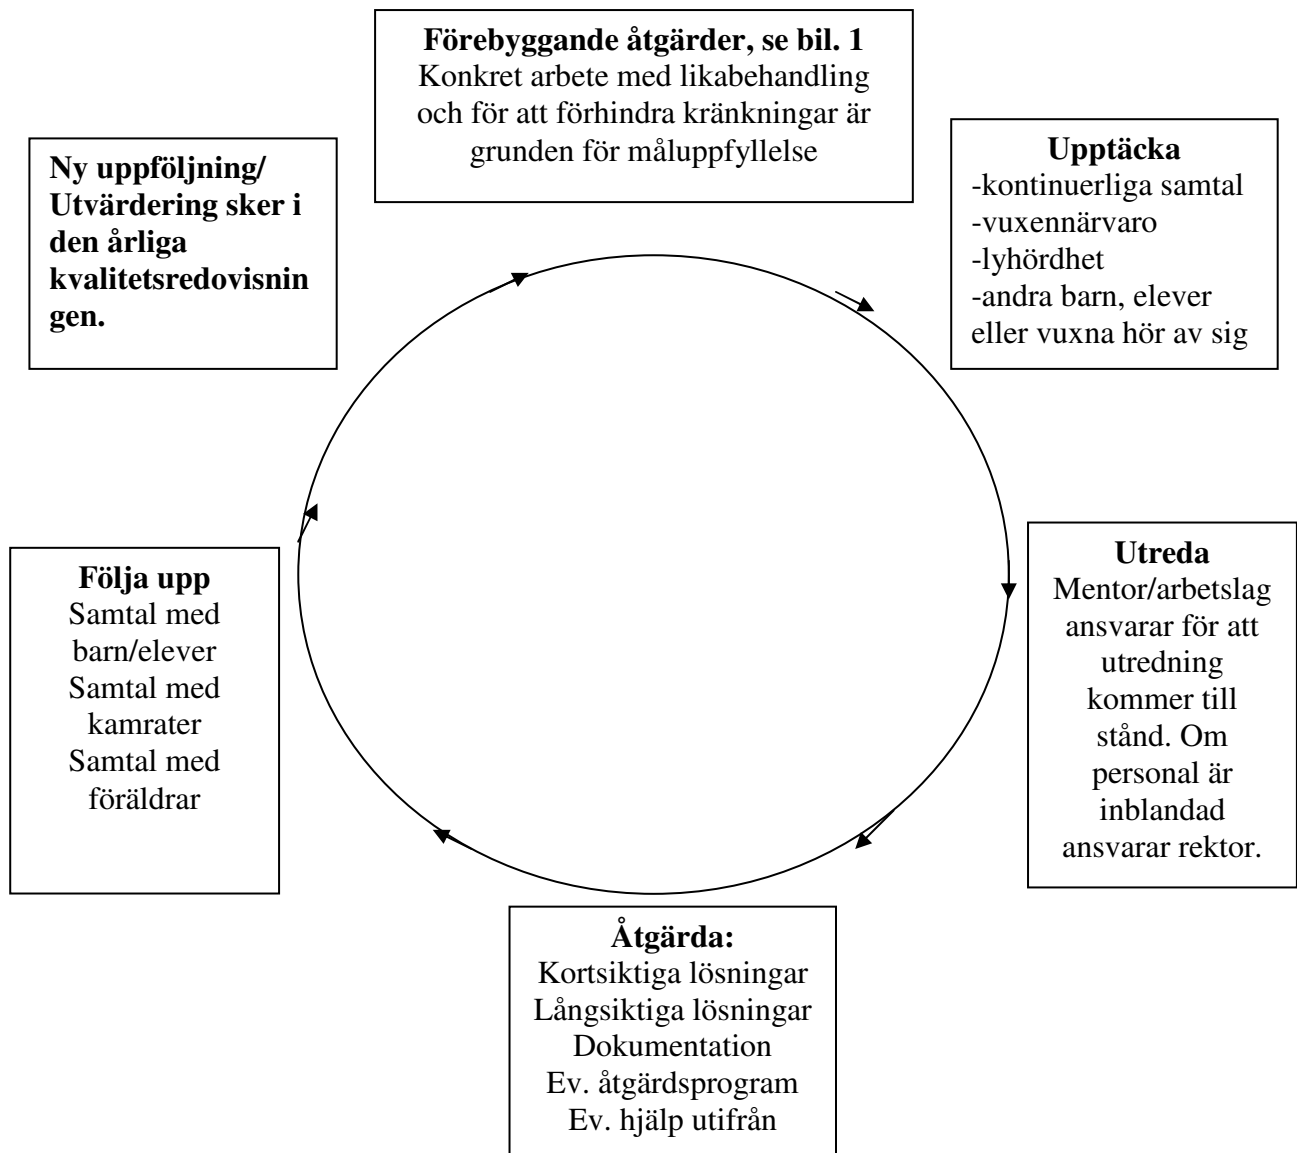 Förebyggande åtgärder, se bil. 1
Konkret arbete med likabehandling
och för att förhindra kränkningar är
grunden för måluppfyllelse
Upptäcka
-kontinuerliga samtal
-vuxennärvaro
-lyhördhet
-andra barn, elever
eller vuxna hör av sig
Utreda
Mentor/arbetslag
ansvarar för att
utredning
kommer till
stånd. Om
personal är
inblandad
ansvarar rektor.
Åtgärda:
Kortsiktiga lösningar
Långsiktiga lösningar
Dokumentation
Ev. åtgärdsprogram
Ev. hjälp utifrån
Följa upp
Samtal med
barn/elever
Samtal med
kamrater
Samtal med
föräldrar
Ny uppföljning/
Utvärdering sker i
den årliga
kvalitetsredovisnin
gen.